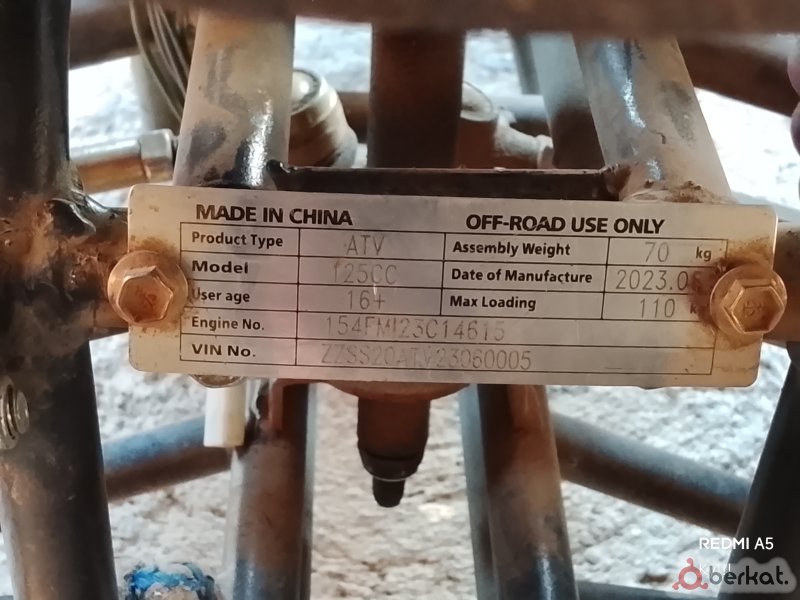 MADE IN CHINA OFF-ROAD USE ONLY
Product Type ATV Assembly Weight 70 kg
Model 125CC Date of Manufacture
User age 16+ Max Loading 110
Engine No. 154FMI23C14615
VIN No. ZZSS20ATV23060005
REDMI A5
berkat.